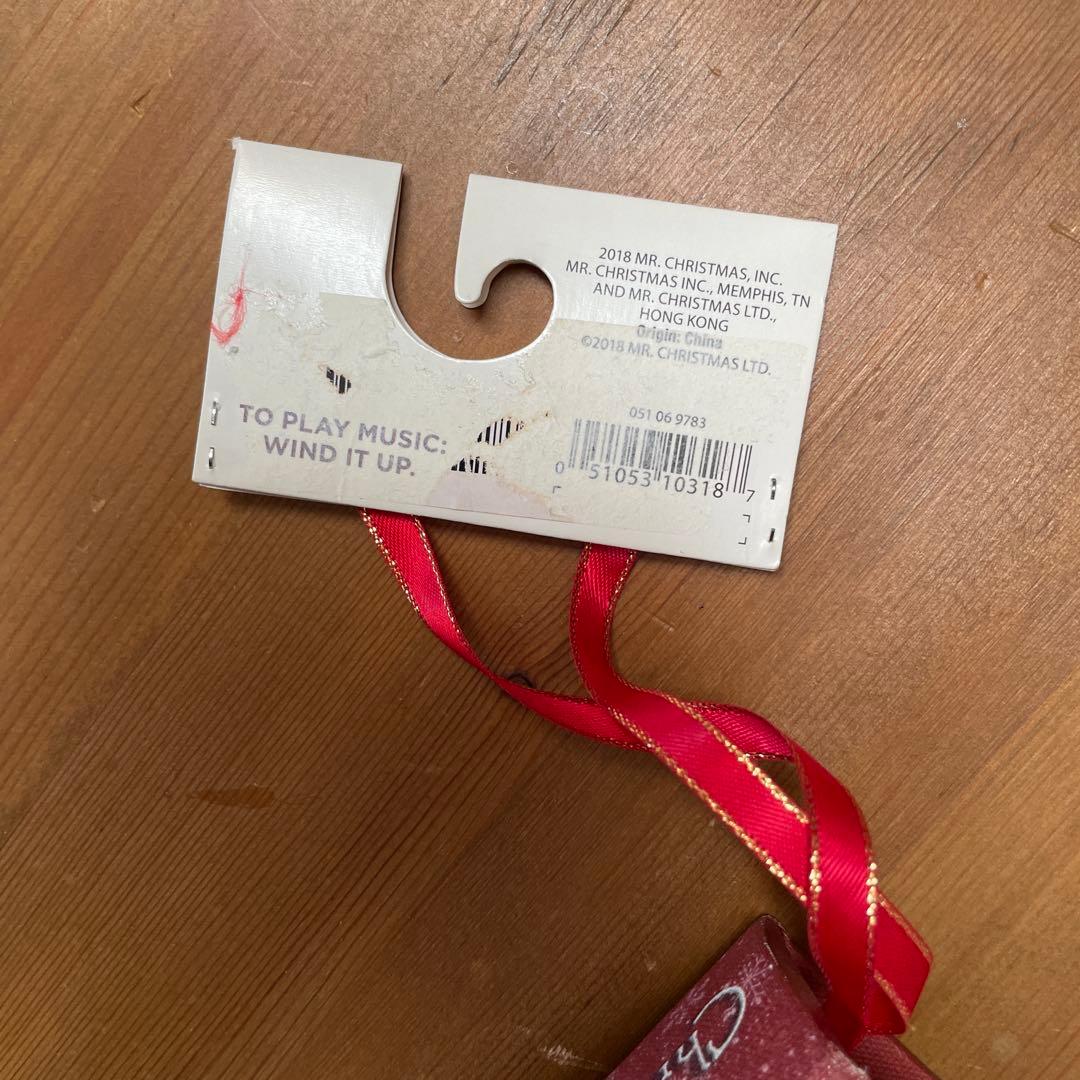 2018 MR. CHRISTMAS, INC.
MR. CHRISTMAS INC., MEMPHIS, TN
AND MR. CHRISTMAS LTD.,
HONG KONG
Origin: China
©2018 MR. CHRISTMAS LTD.
TO PLAY MUSIC:
WIND IT UP.
051 06 9783
0 51053 10318 7
Ch